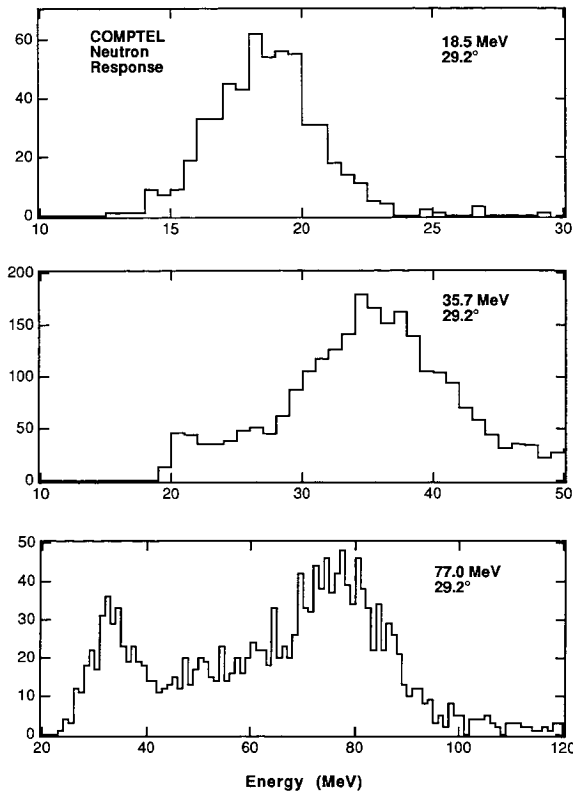 COMPTEL
Neutron
Response
18.5 MeV
29.2°
60
40
20
0
10 15 20 25 30
35.7 MeV
29.2°
200
150
100
50
0
10 20 30 40 50
77.0 MeV
29.2°
50
40
30
20
10
0
20 40 60 80 100 120
Energy (MeV)